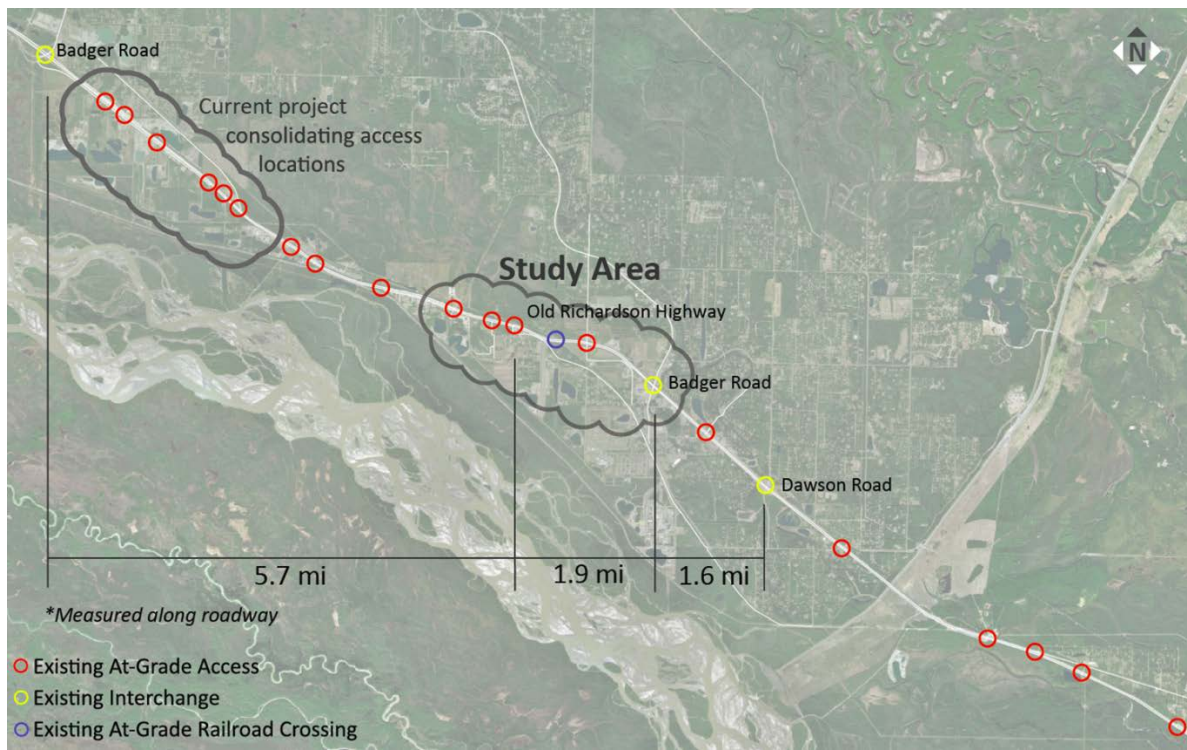 Badger Road
N
Current project
consolidating access
locations
Study Area
Old Richardson Highway
Badger Road
Dawson Road
5.7 mi
1.9 mi
1.6 mi
*Measured along roadway
Existing At-Grade Access
Existing Interchange
Existing At-Grade Railroad Crossing